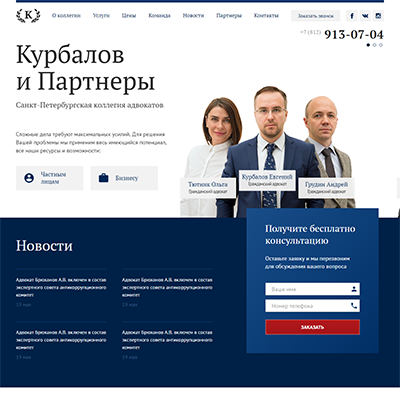 К
О коллегии Услуги Цены Команда Новости Партнеры Контакты Заказать звонок
+7 (812) 913-07-04
Курбалов
и Партнеры
Санкт-Петербургская коллегия адвокатов
Сложные дела требуют максимальных усилий. Для решения
Вашей проблемы мы применим весь имеющийся потенциал,
все наши ресурсы и возможности:
Частным
лицам
Бизнесу
Тютюник Ольга
Гражданский адвокат
Курбалов Евгений
Гражданский адвокат
Грудин Андрей
Гражданский адвокат
Новости
Адвокат Брюханов А.В. включен в состав
экспертного совета антикоррупционного
комитет
19 мая
Адвокат Брюханов А.В. включен в состав
экспертного совета антикоррупционного
комитет
19 мая
Адвокат Брюханов А.В. включен в состав
экспертного совета антикоррупционного
комитет
19 мая
Адвокат Брюханов А.В. включен в состав
экспертного совета антикоррупционного
комитет
19 мая
Получите бесплатно
консультацию
Оставьте заявку и мы перезвоним
для обсуждения вашего вопроса
Ваше имя
Номер телефона
ЗАКАЗАТЬ